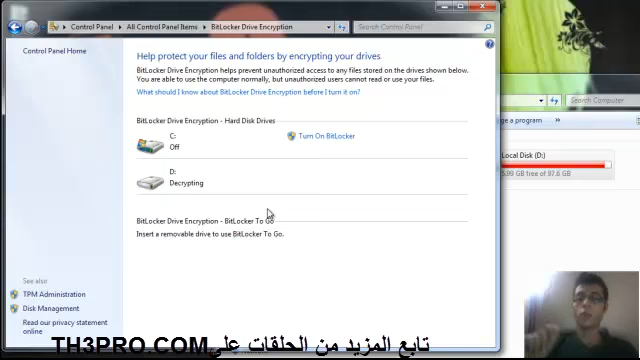 Control Panel ▸ All Control Panel Items ▸ BitLocker Drive Encryption
Search Control Panel
Control Panel Home
Help protect your files and folders by encrypting your drives
BitLocker Drive Encryption helps prevent unauthorized access to any files stored on the drives shown below.
You are able to use the computer normally, but unauthorized users cannot read or use your files.
What should I know about BitLocker Drive Encryption before I turn it on?
BitLocker Drive Encryption - Hard Disk Drives
C:
Off
Turn On BitLocker
D:
Decrypting
BitLocker Drive Encryption - BitLocker To Go
Insert a removable drive to use BitLocker To Go.
See also
TPM Administration
Disk Management
Read our privacy statement
online
Search Computer
ge a program »
Local Disk (D:)
5.99 GB free of 97.6 GB
تابع المزيد من الحلقات على TH3PRO.COM